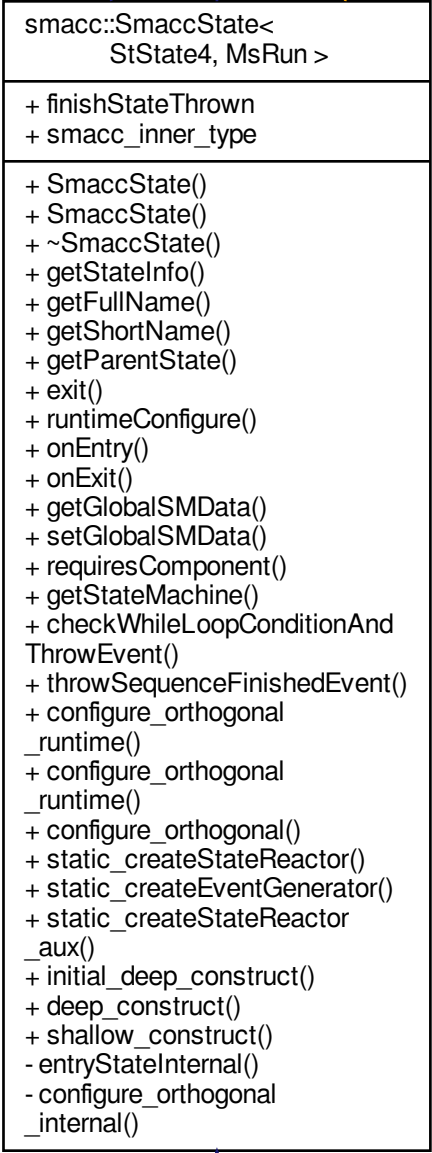 smacc::SmaccState<
StState4, MsRun >
+ finishStateThrown
+ smacc_inner_type
+ SmaccState()
+ SmaccState()
+ ~SmaccState()
+ getStateInfo()
+ getFullName()
+ getShortName()
+ getParentState()
+ exit()
+ runtimeConfigure()
+ onEntry()
+ onExit()
+ getGlobalSMData()
+ setGlobalSMData()
+ requiresComponent()
+ getStateMachine()
+ checkWhileLoopConditionAnd
ThrowEvent()
+ throwSequenceFinishedEvent()
+ configure_orthogonal
_runtime()
+ configure_orthogonal
_runtime()
+ configure_orthogonal()
+ static_createStateReactor()
+ static_createEventGenerator()
+ static_createStateReactor
_aux()
+ initial_deep_construct()
+ deep_construct()
+ shallow_construct()
- entryStateInternal()
- configure_orthogonal
_internal()